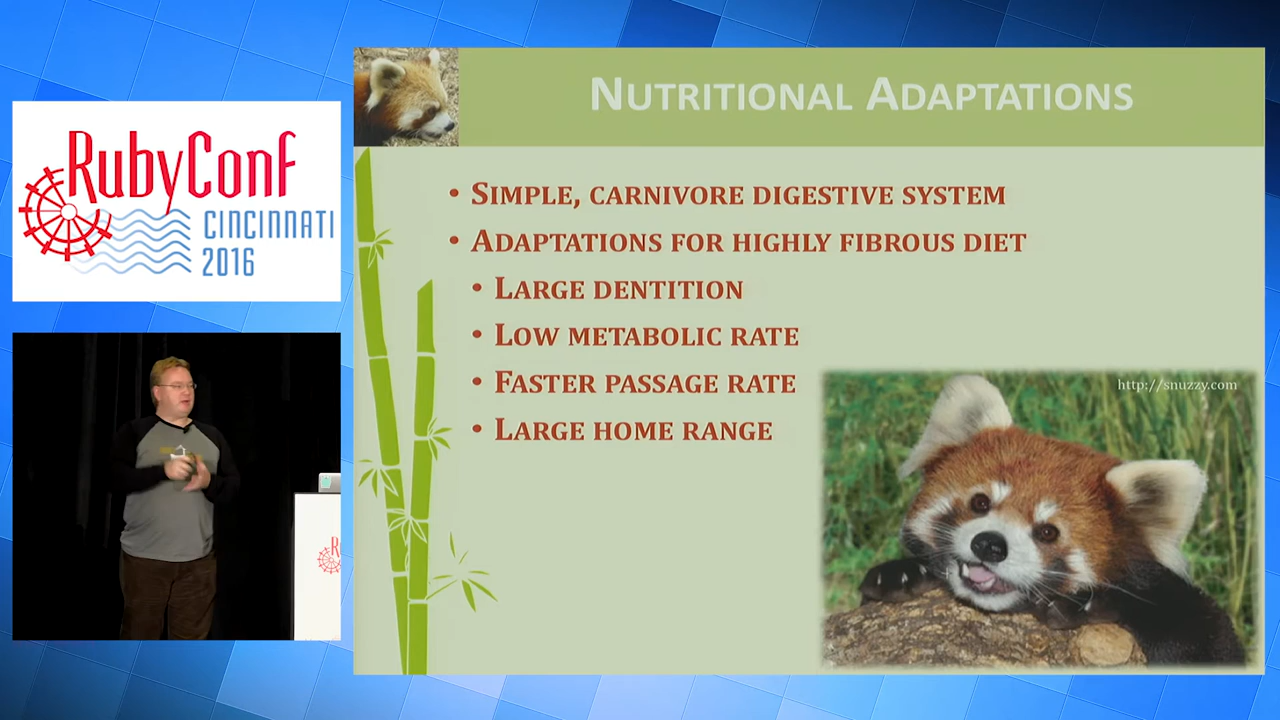 RubyConf
CINCINNATI
2016
NUTRITIONAL ADAPTATIONS
• SIMPLE, CARNIVORE DIGESTIVE SYSTEM
• ADAPTATIONS FOR HIGHLY FIBROUS DIET
• LARGE DENTITION
• LOW METABOLIC RATE
• FASTER PASSAGE RATE
• LARGE HOME RANGE
http://snuzzy.com